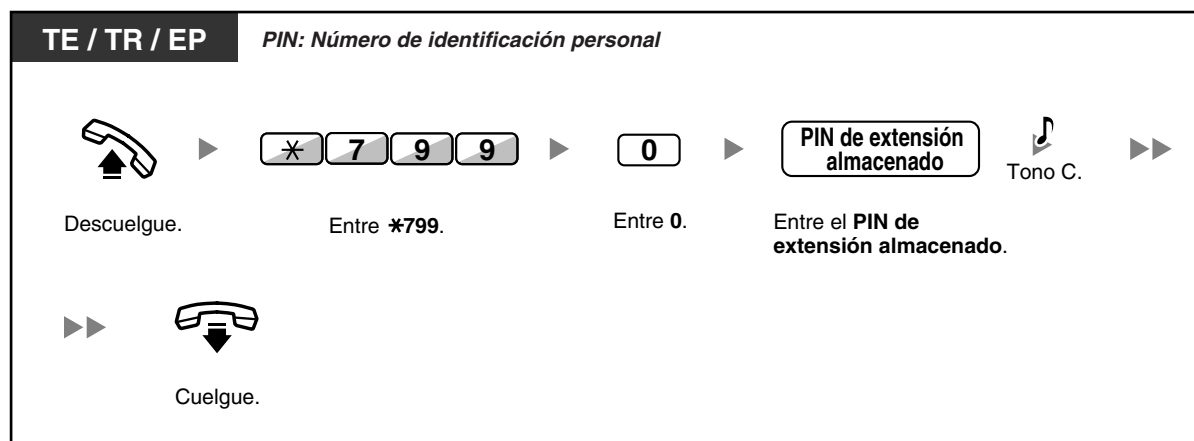 TE / TR / EP
PIN: Número de identificación personal
* 7 9 9
0
PIN de extensión
almacenado
Tono C.
Descuelgue.
Entre *799.
Entre 0.
Entre el PIN de
extensión almacenado.
Cuelgue.